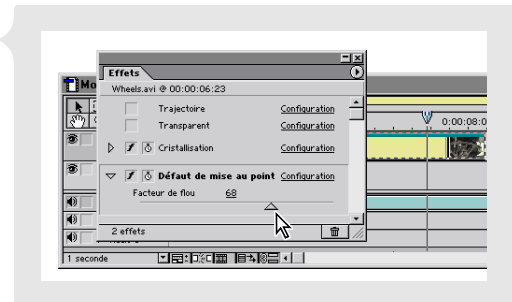 Effets
Wheels.avi @ 00:00:06:23
Mo
Trajectoire Configuration
Transparent Configuration
0:00:08:0
Cristallisation Configuration
Défaut de mise au point Configuration
Facteur de flou 68
2 effets
1 seconde